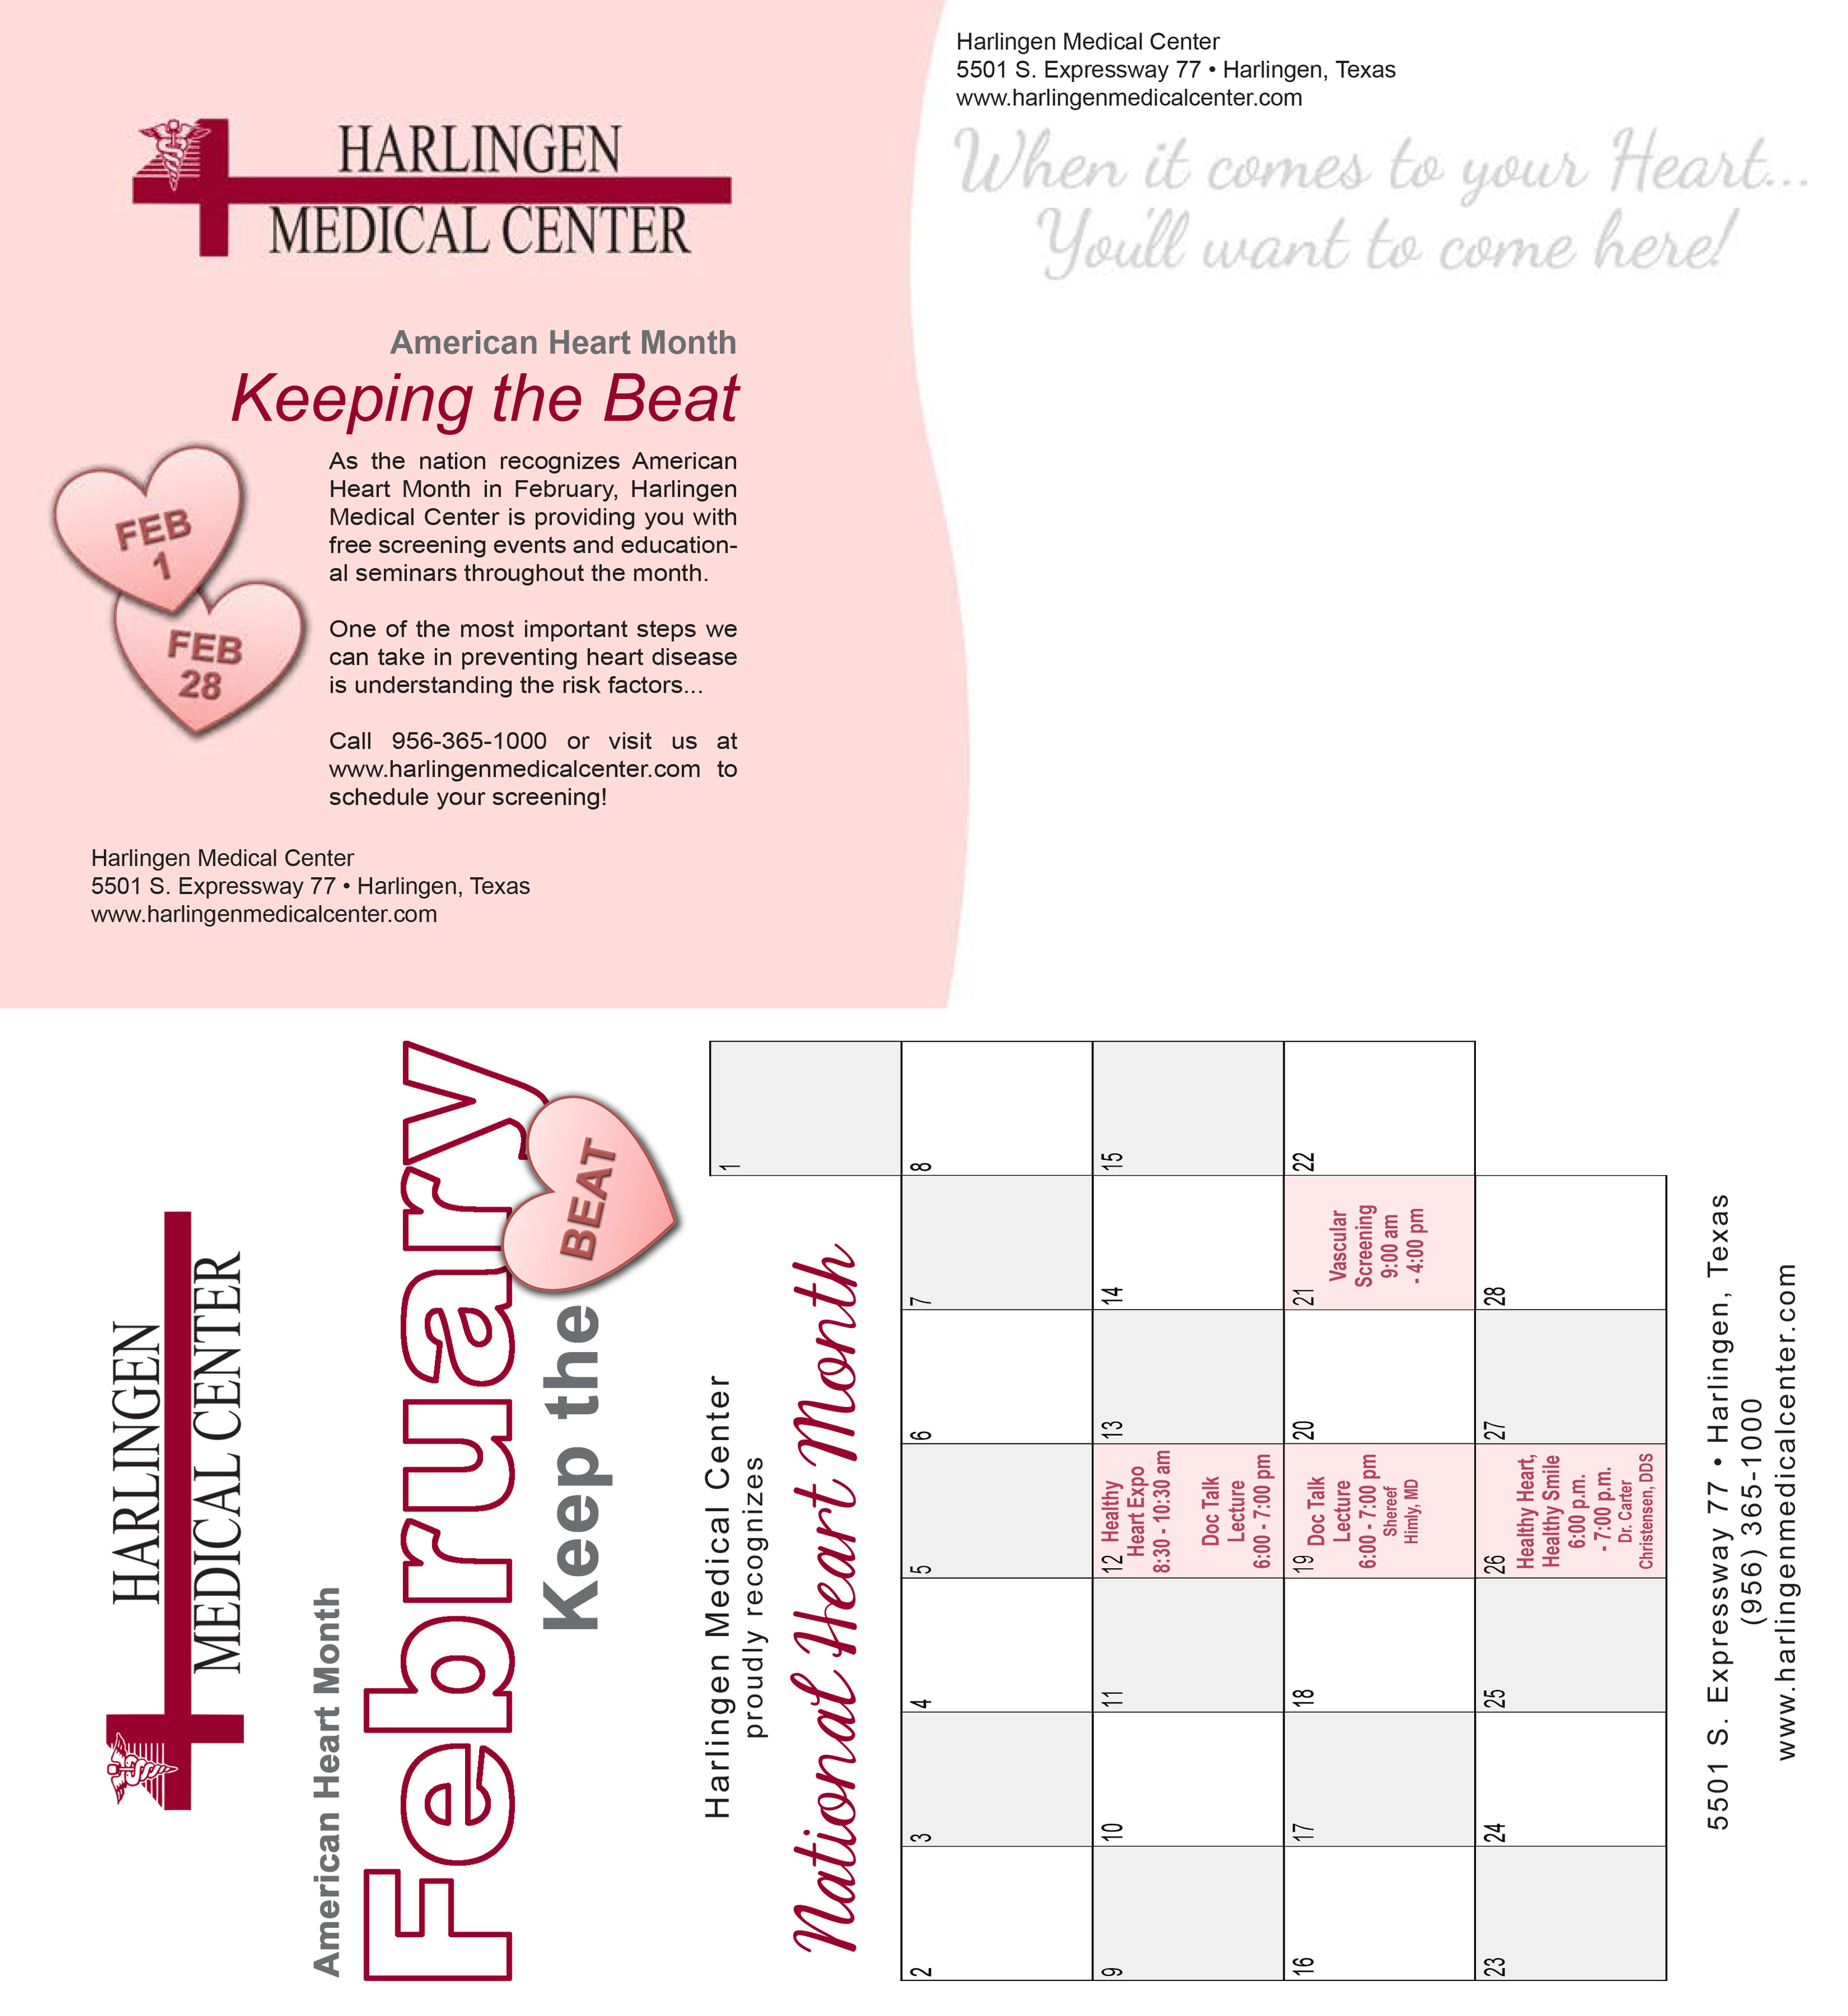 HARLINGEN
MEDICAL CENTER
American Heart Month
Keeping the Beat
FEB
1
FEB
28
As the nation recognizes American
Heart Month in February, Harlingen
Medical Center is providing you with
free screening events and education-
al seminars throughout the month.
One of the most important steps we
can take in preventing heart disease
is understanding the risk factors...
Call 956-365-1000 or visit us at
www.harlingenmedicalcenter.com to
schedule your screening!
Harlingen Medical Center
5501 S. Expressway 77 • Harlingen, Texas
www.harlingenmedicalcenter.com
Harlingen Medical Center
5501 S. Expressway 77 • Harlingen, Texas
www.harlingenmedicalcenter.com
When it comes to your Heart...
You'll want to come here!
HARLINGEN
MEDICAL CENTER
American Heart Month
February
Keep the
BEAT
Harlingen Medical Center
proudly recognizes
National Heart Month
1
2
3
4
5
6
7
8
9
10
11
12 Healthy
Heart Expo
8:30 - 10:30 am
Doc Talk
Lecture
6:00 - 7:00 pm
13
14
15
16
17
18
19 Doc Talk
Lecture
6:00 - 7:00 pm
Shereef
Himly, MD
20
21
Vascular
Screening
9:00 am
- 4:00 pm
22
23
24
25
26
Healthy Heart,
Healthy Smile
6:00 p.m.
- 7:00 p.m.
Dr. Carter
Christensen, DDS
27
28
5501 S. Expressway 77 • Harlingen, Texas
(956) 365-1000
www.harlingenmedicalcenter.com